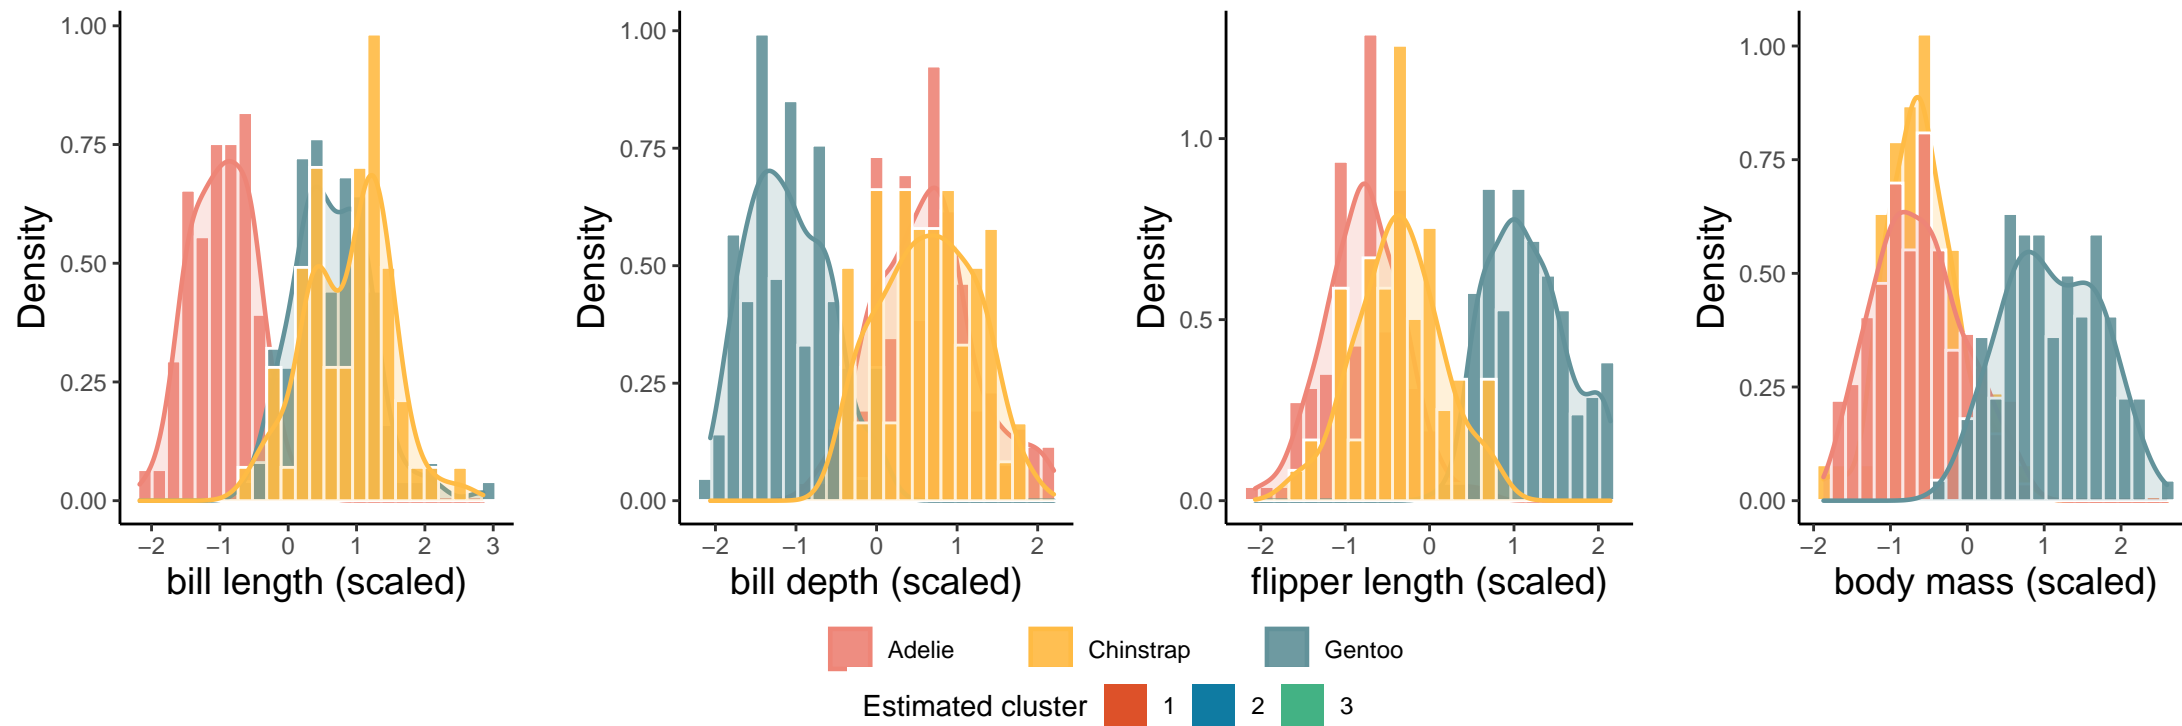 1.00
0.75
0.50
0.25
0.00
Density
−2 −1 0 1 2 3
bill length (scaled)
1.00
0.75
0.50
0.25
0.00
Density
−2 −1 0 1 2
bill depth (scaled)
1.0
0.5
0.0
Density
−2 −1 0 1 2
flipper length (scaled)
1.00
0.75
0.50
0.25
0.00
Density
−2 −1 0 1 2
body mass (scaled)
Adelie Chinstrap Gentoo
Estimated cluster 1 2 3